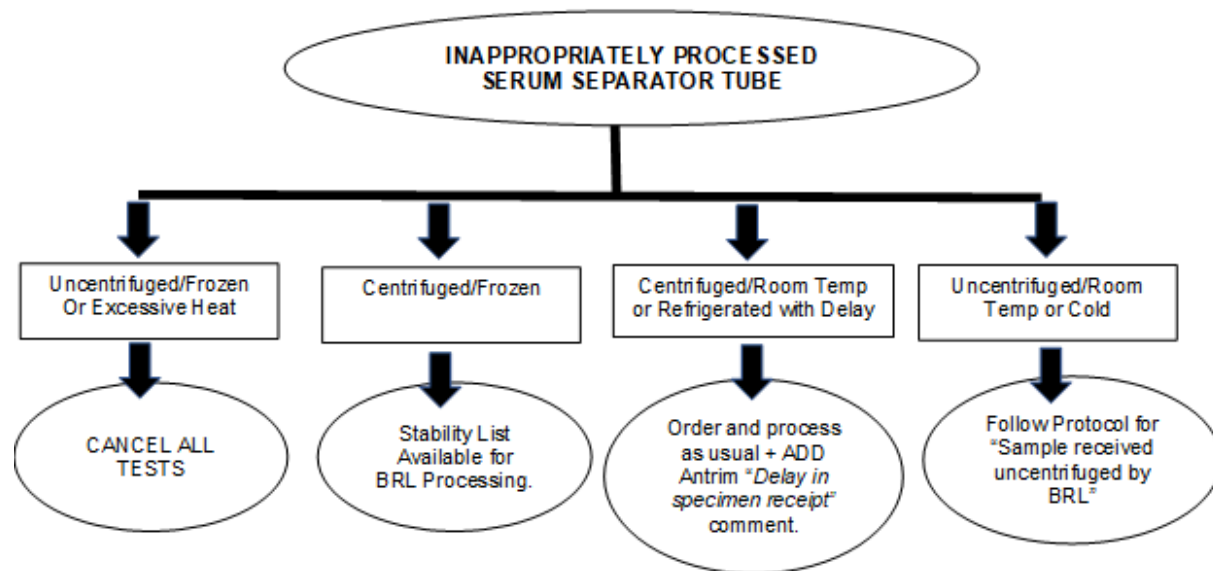 INAPPROPRIATELY PROCESSED
SERUM SEPARATOR TUBE
Uncentrifuged/Frozen
Or Excessive Heat
Centrifuged/Frozen
Centrifuged/Room Temp
or Refrigerated with Delay
Uncentrifuged/Room
Temp or Cold
CANCEL ALL
TESTS
Stability List
Available for
BRL Processing.
Order and process
as usual + ADD
Antrim “Delay in
specimen receipt”
comment.
Follow Protocol for
“Sample received
uncentrifuged by
BRL”